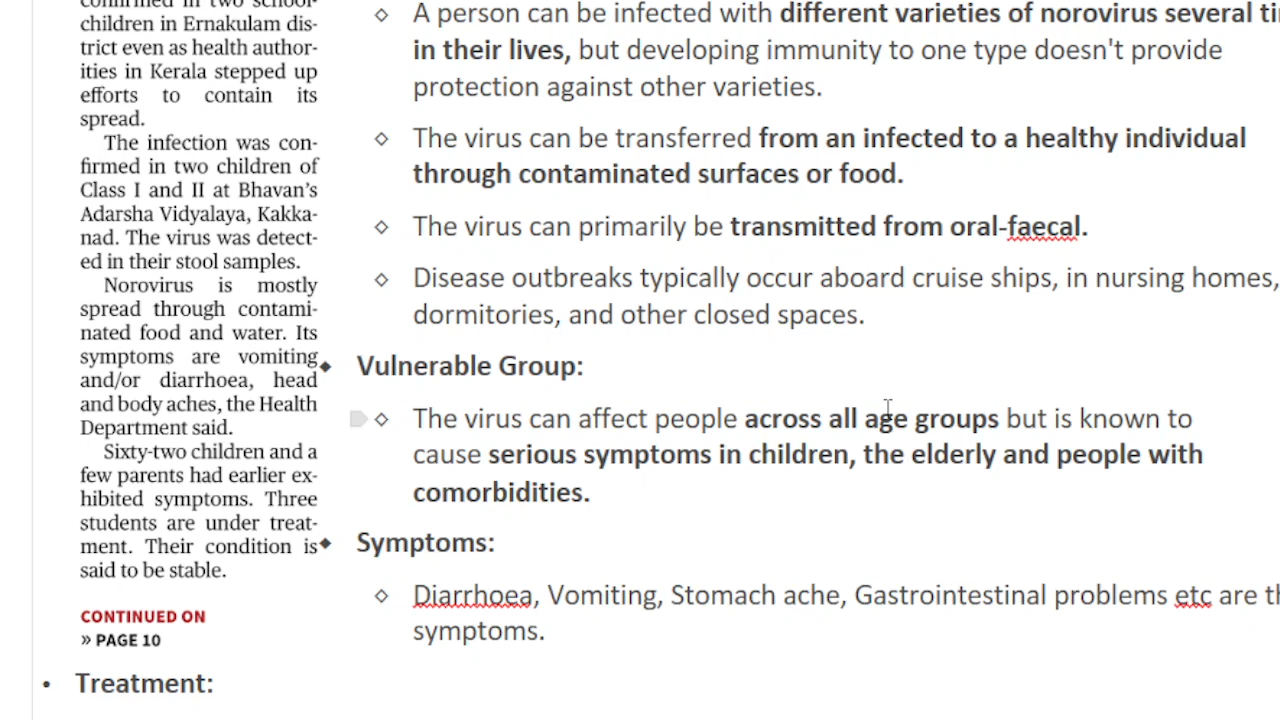 confirmed in two school-
children in Ernakulam dis-
trict even as health author-
ities in Kerala stepped up
efforts to contain its
spread.
The infection was con-
firmed in two children of
Class I and II at Bhavan's
Adarsha Vidyalaya, Kakka-
nad. The virus was detect-
ed in their stool samples.
Norovirus is mostly
spread through contami-
nated food and water. Its
symptoms are vomiting
and/or diarrhoea, head
and body aches, the Health
Department said.
Sixty-two children and a
few parents had earlier ex-
hibited symptoms. Three
students are under treat-
ment. Their condition is
said to be stable.
CONTINUED ON
» PAGE 10
A person can be infected with different varieties of norovirus several
in their lives, but developing immunity to one type doesn't provide
protection against other varieties.
The virus can be transferred from an infected to a healthy individual
through contaminated surfaces or food.
The virus can primarily be transmitted from oral-faecal.
Disease outbreaks typically occur aboard cruise ships, in nursing homes,
dormitories, and other closed spaces.
Vulnerable Group:
The virus can affect people across all age groups but is known to
cause serious symptoms in children, the elderly and people with
comorbidities.
Symptoms:
Diarrhoea, Vomiting, Stomach ache, Gastrointestinal problems etc are
symptoms.
• Treatment: